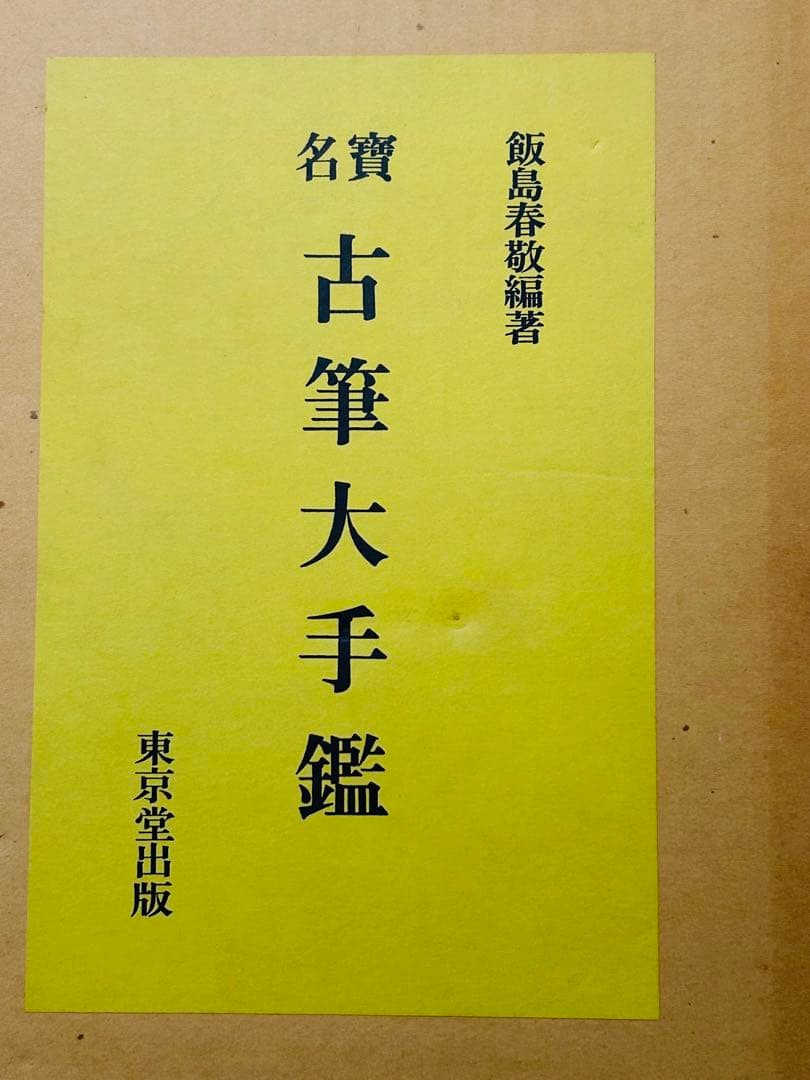 飯島春敬編著
名寶 古筆大手鑑
東京堂出版